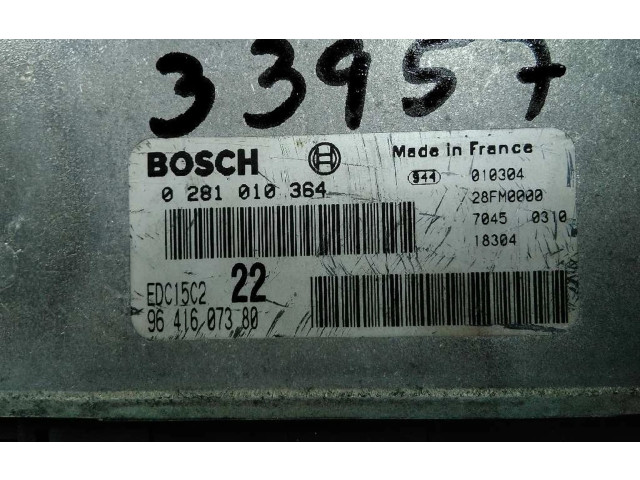 33957
BOSCH
Made in France
0 281 010 364
944 010304
28FM0000
7045 0310
18304
EDC15C2 22
96 416 073 80